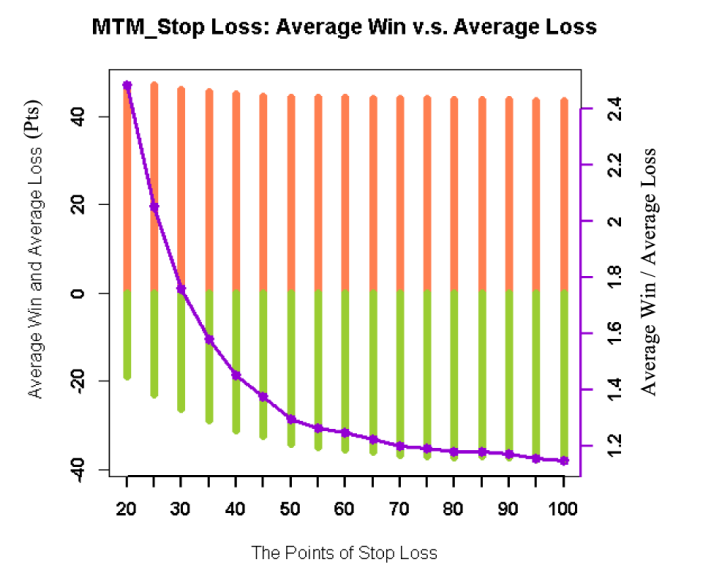 MTM_Stop Loss: Average Win v.s. Average Loss
Average Win and Average Loss (Pts)
40
20
0
-20
-40
2.4
2.2
2
1.8
1.6
1.4
1.2
Average Win / Average Loss
20 30 40 50 60 70 80 90 100
The Points of Stop Loss